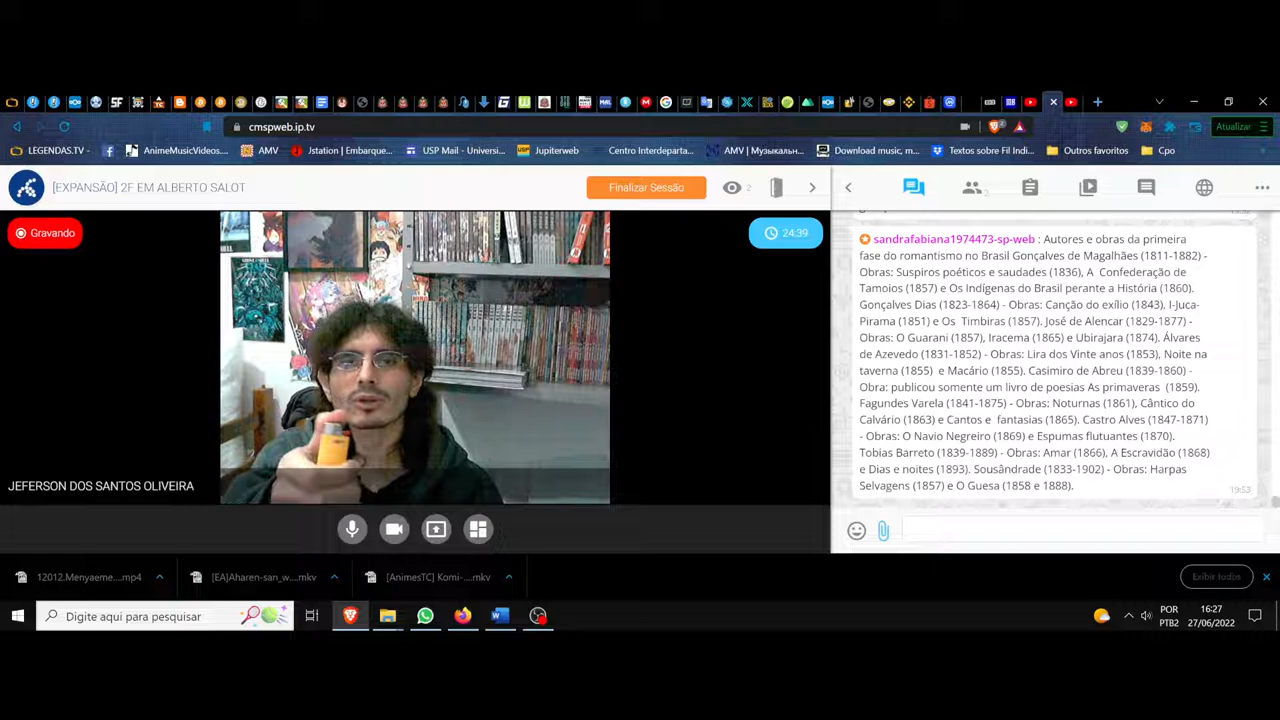 cmspweb.ip.tv
Atualizar
LEGENDAS.TV -
AnimeMusicVideos...
AMV
Jstation | Embarque...
USP Mail - Universi...
Jupiterweb
Centro Interdeparta...
AMV | Музыкальн...
Download music, m...
Textos sobre Fil Indi...
Outros favoritos
Cpo
[EXPANSÃO] 2F EM ALBERTO SALOT
Finalizar Sessão
2
Gravando
24:39
JEFERSON DOS SANTOS OLIVEIRA
sandrafabiana1974473-sp-web : Autores e obras da primeira
fase do romantismo no Brasil Gonçalves de Magalhães (1811-1882) -
Obras: Suspiros poéticos e saudades (1836), A Confederação de
Tamoios (1857) e Os Indígenas do Brasil perante a História (1860).
Gonçalves Dias (1823-1864) - Obras: Canção do exílio (1843), I-Juca-
Pirama (1851) e Os Timbiras (1857). José de Alencar (1829-1877) -
Obras: O Guarani (1857), Iracema (1865) e Ubirajara (1874). Álvares
de Azevedo (1831-1852) - Obras: Lira dos Vinte anos (1853), Noite na
taverna (1855) e Macário (1855). Casimiro de Abreu (1839-1860) -
Obra: publicou somente um livro de poesias As primaveras (1859).
Fagundes Varela (1841-1875) - Obras: Noturnas (1861), Cântico do
Calvário (1863) e Cantos e fantasias (1865). Castro Alves (1847-1871)
- Obras: O Navio Negreiro (1869) e Espumas flutuantes (1870).
Tobias Barreto (1839-1889) - Obras: Amar (1866), A Escravidão (1868)
e Dias e noites (1893). Sousândrade (1833-1902) - Obras: Harpas
Selvagens (1857) e O Guesa (1858 e 1888).
19:53
12012.Menyaeme....mp4
[EA]Aharen-san_w....mkv
[AnimesTC] Komi-....mkv
Exibir todos
Digite aqui para pesquisar
POR
PTB2
16:27
27/06/2022